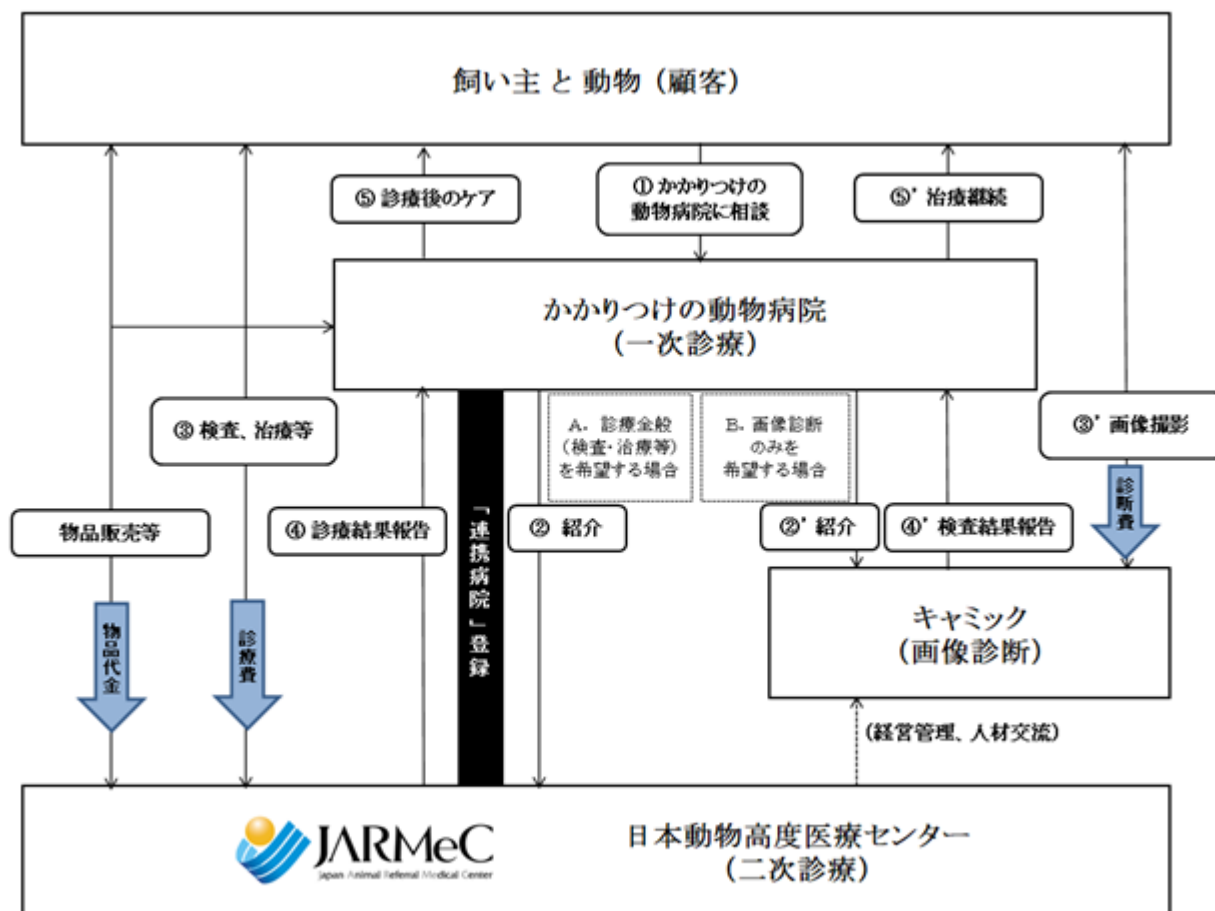 飼い主 と 動物 (顧客)
⑤ 診療後のケア
① かかりつけの
動物病院に相談
⑤’ 治療継続
かかりつけの動物病院
(一次診療)
③ 検査、治療等
A. 診療全般
(検査・治療等)
を希望する場合
B. 画像診断
のみを
希望する場合
③’ 画像撮影
診断費
物品販売等
④ 診療結果報告
「連携病院」登録
② 紹介
②’ 紹介
④’ 検査結果報告
物品代金
診療費
キャミック
(画像診断)
(経営管理、人材交流)
JARMeC
Japan Animal Referral Medical Center
日本動物高度医療センター
(二次診療)